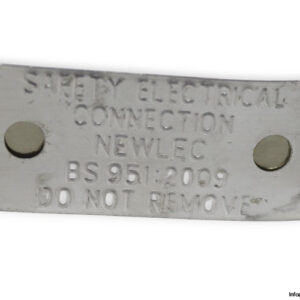 SAFETY ELECTRICAL
CONNECTION
NEWLEC
BS 951:2009
DO NOT REMOVE